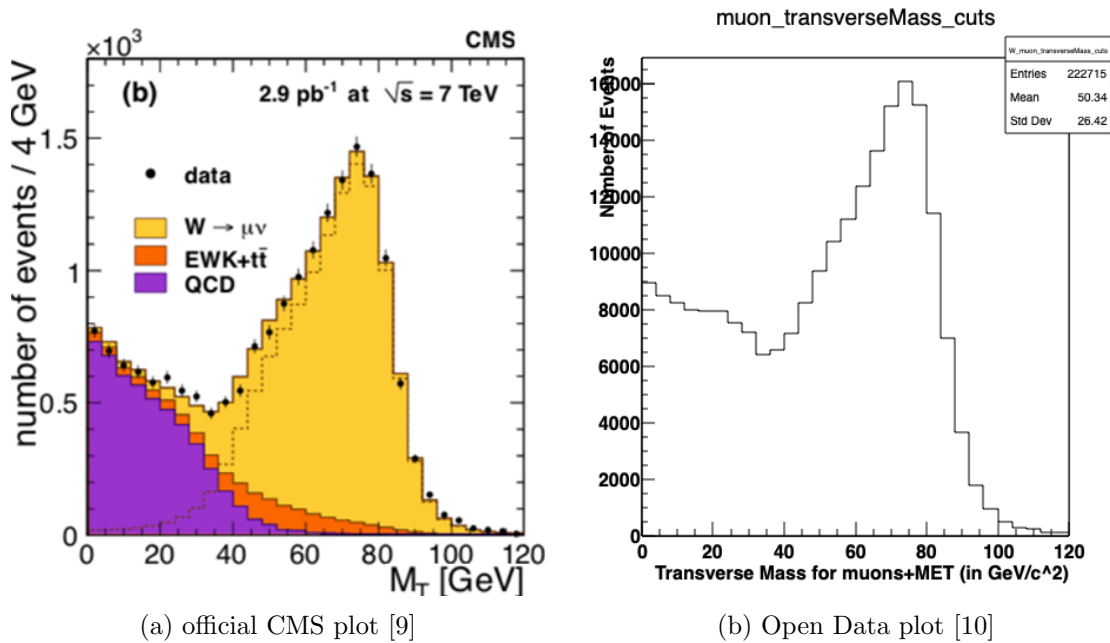 ×10³ CMS
(b) 2.9 pb⁻¹ at √s = 7 TeV
number of events / 4 GeV
1.5
1
0.5
0
data
W → μν
EWK+tt̄
QCD
0 20 40 60 80 100 120
M_T [GeV]
(a) official CMS plot [9]
muon_transverseMass_cuts
W_muon_transverseMass_cuts
Entries 222715
Mean 50.34
Std Dev 26.42
Number of Events
16000
14000
12000
10000
8000
6000
4000
2000
0
0 20 40 60 80 100 120
Transverse Mass for muons+MET (in GeV/c^2)
(b) Open Data plot [10]